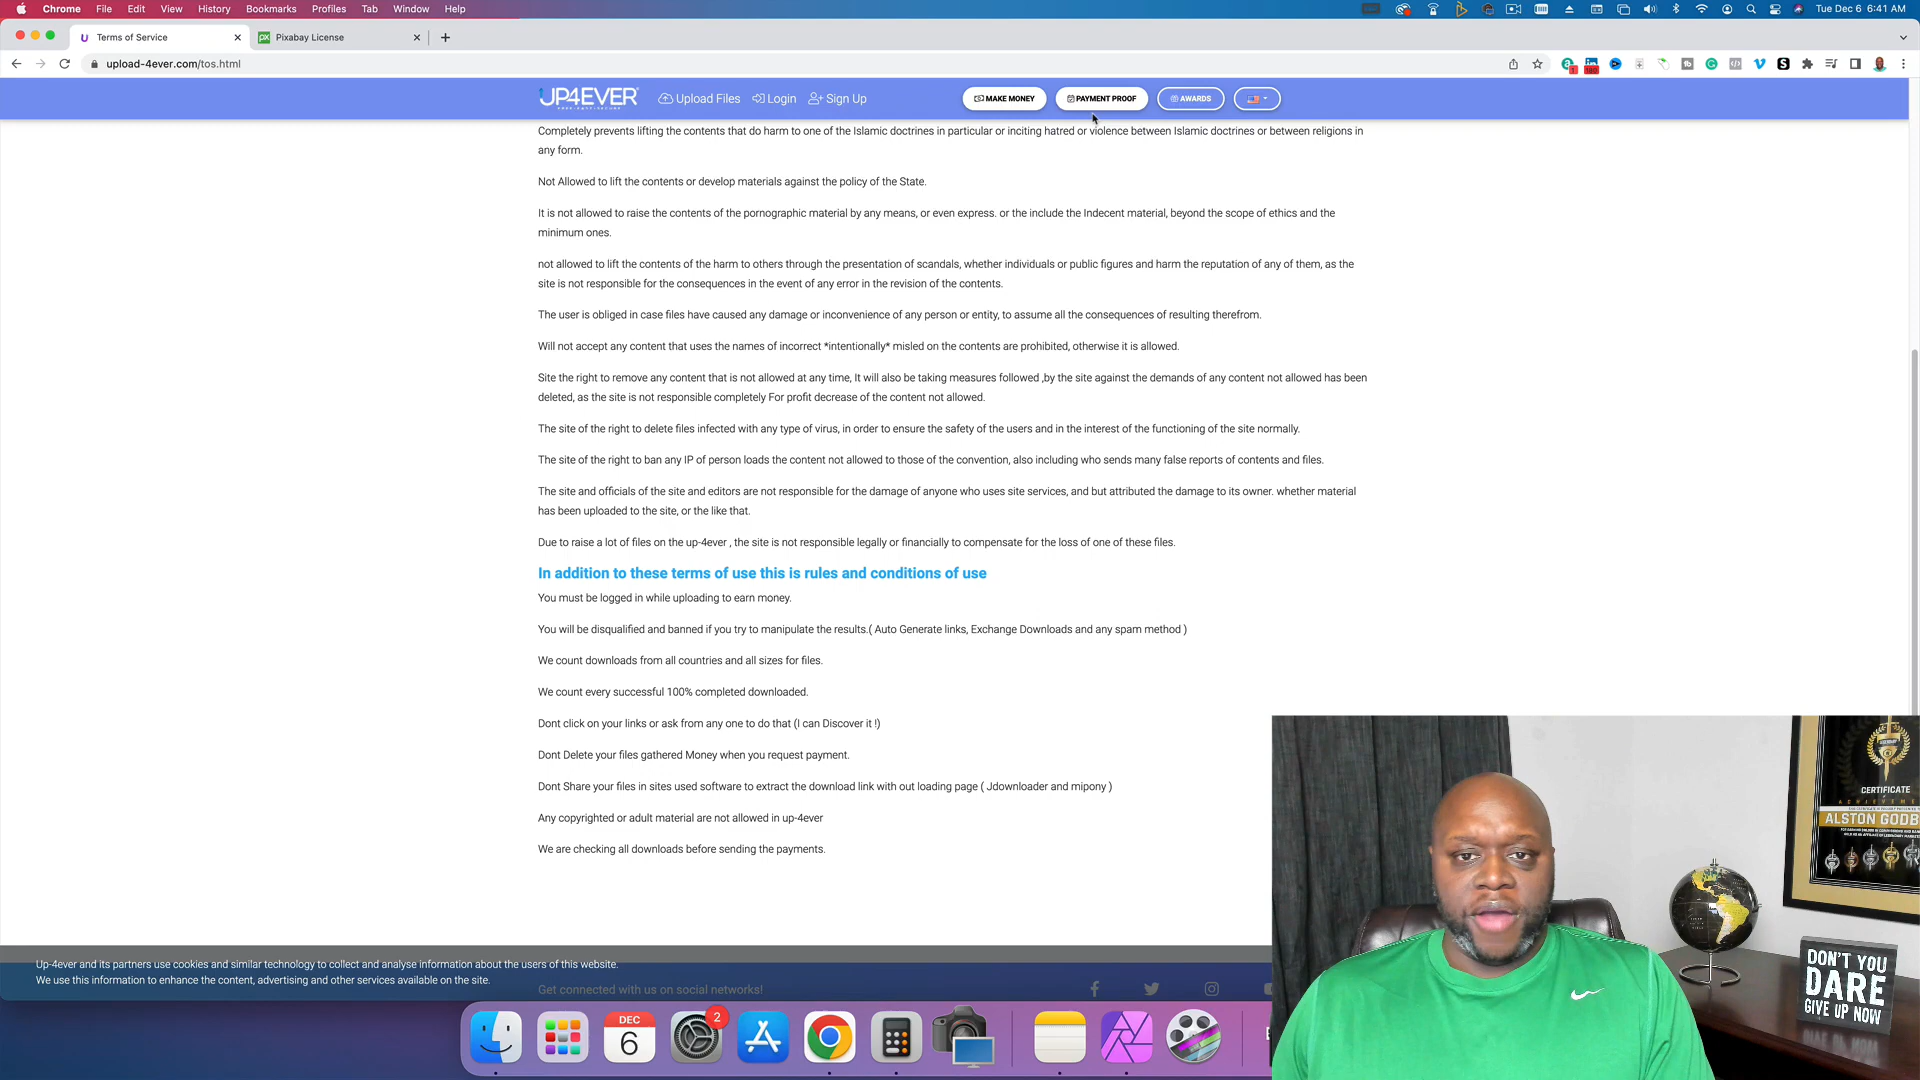 Chrome File Edit View History Bookmarks Profiles Tab Window Help Tue Dec 6 6:41 AM
Terms of Service Pixabay License
upload-4ever.com/tos.html
UP4EVER Upload Files Login Sign Up MAKE MONEY PAYMENT PROOF AWARDS
Completely prevents lifting the contents that do harm to one of the Islamic doctrines in particular or inciting hatred or violence between Islamic doctrines or between religions in
any form.
Not Allowed to lift the contents or develop materials against the policy of the State.
It is not allowed to raise the contents of the pornographic material by any means, or even express. or the include the Indecent material, beyond the scope of ethics and the
minimum ones.
not allowed to lift the contents of the harm to others through the presentation of scandals, whether individuals or public figures and harm the reputation of any of them, as the
site is not responsible for the consequences in the event of any error in the revision of the contents.
The user is obliged in case files have caused any damage or inconvenience of any person or entity, to assume all the consequences of resulting therefrom.
Will not accept any content that uses the names of incorrect *intentionally* misled on the contents are prohibited, otherwise it is allowed.
Site the right to remove any content that is not allowed at any time, It will also be taking measures followed ,by the site against the demands of any content not allowed has been
deleted, as the site is not responsible completely For profit decrease of the content not allowed.
The site of the right to delete files infected with any type of virus, in order to ensure the safety of the users and in the interest of the functioning of the site normally.
The site of the right to ban any IP of person loads the content not allowed to those of the convention, also including who sends many false reports of contents and files.
The site and officials of the site and editors are not responsible for the damage of anyone who uses site services, and but attributed the damage to its owner. whether material
has been uploaded to the site, or the like that.
Due to raise a lot of files on the up-4ever , the site is not responsible legally or financially to compensate for the loss of one of these files.
In addition to these terms of use this is rules and conditions of use
You must be logged in while uploading to earn money.
You will be disqualified and banned if you try to manipulate the results.( Auto Generate links, Exchange Downloads and any spam method )
We count downloads from all countries and all sizes for files.
We count every successful 100% completed downloaded.
Dont click on your links or ask from any one to do that (I can Discover it !)
Dont Delete your files gathered Money when you request payment.
Dont Share your files in sites used software to extract the download link with out loading page ( Jdownloader and mipony )
Any copyrighted or adult material are not allowed in up-4ever
We are checking all downloads before sending the payments.
Up-4ever and its partners use cookies and similar technology to collect and analyse information about the users of this website.
We use this information to enhance the content, advertising and other services available on the site.
Get connected with us on social networks!
DEC
6
2
CERTIFICATE
ALSTON GODB
DON'T YOU
DARE
GIVE UP NOW